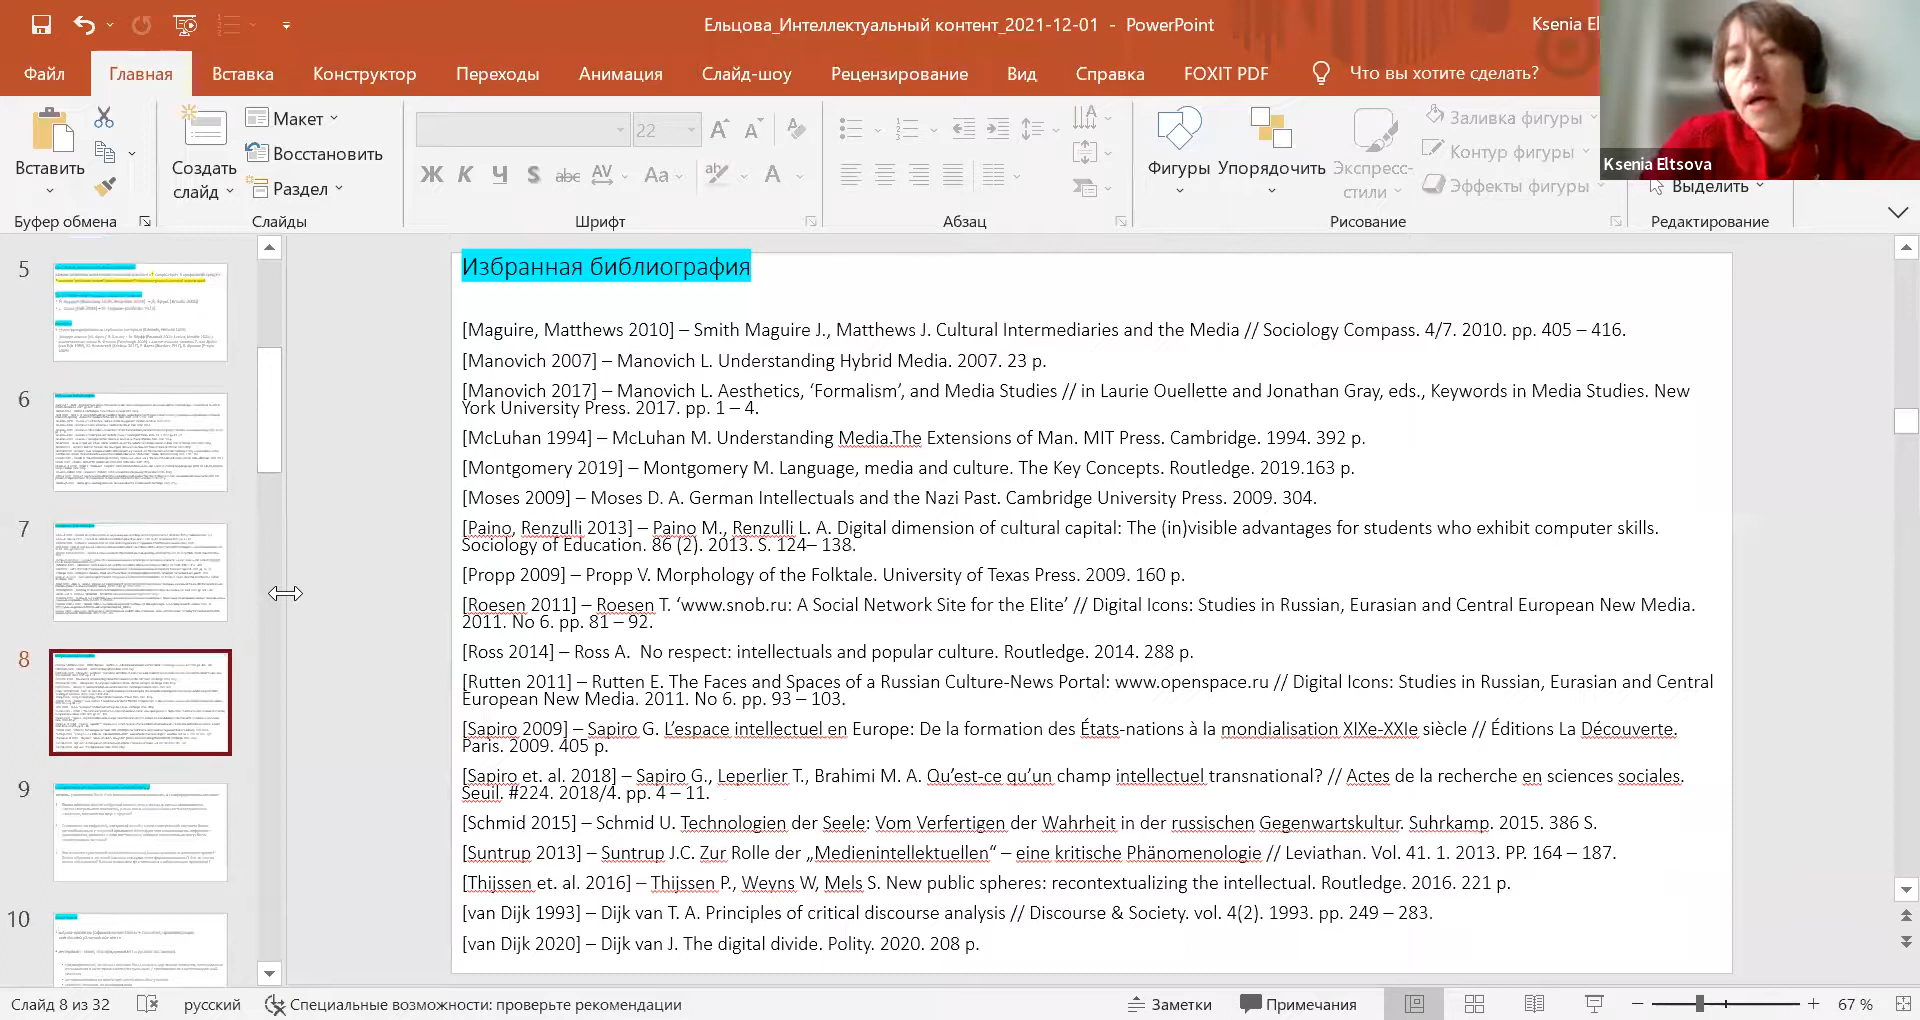 Ельцова_Интеллектуальный контент_2021-12-01 - PowerPoint
Ksenia
Файл Главная Вставка Конструктор Переходы Анимация Слайд-шоу Рецензирование Вид Справка FOXIT PDF Что вы хотите сделать?
Вставить
Буфер обмена
Создать слайд
Макет
Восстановить
Раздел
Слайды
22
Ж К Ч S abc AV Aa A
Шрифт
Абзац
Фигуры
Упорядочить
Экспресс-стили
Заливка фигуры
Контур фигуры
Эффекты фигуры
Рисование
Выделить
Редактирование
Ksenia Eltsova
5
6
7
8
9
10
Избранная библиография
[Maguire, Matthews 2010] – Smith Maguire J., Matthews J. Cultural Intermediaries and the Media // Sociology Compass. 4/7. 2010. pp. 405 – 416.
[Manovich 2007] – Manovich L. Understanding Hybrid Media. 2007. 23 p.
[Manovich 2017] – Manovich L. Aesthetics, ‘Formalism’, and Media Studies // in Laurie Ouellette and Jonathan Gray, eds., Keywords in Media Studies. New
York University Press. 2017. pp. 1 – 4.
[McLuhan 1994] – McLuhan M. Understanding Media.The Extensions of Man. MIT Press. Cambridge. 1994. 392 p.
[Montgomery 2019] – Montgomery M. Language, media and culture. The Key Concepts. Routledge. 2019.163 p.
[Moses 2009] – Moses D. A. German Intellectuals and the Nazi Past. Cambridge University Press. 2009. 304.
[Paino, Renzulli 2013] – Paino M., Renzulli L. A. Digital dimension of cultural capital: The (in)visible advantages for students who exhibit computer skills.
Sociology of Education. 86 (2). 2013. S. 124– 138.
[Propp 2009] – Propp V. Morphology of the Folktale. University of Texas Press. 2009. 160 p.
[Roesen 2011] – Roesen T. ‘www.snob.ru: A Social Network Site for the Elite’ // Digital Icons: Studies in Russian, Eurasian and Central European New Media.
2011. No 6. pp. 81 – 92.
[Ross 2014] – Ross A. No respect: intellectuals and popular culture. Routledge. 2014. 288 p.
[Rutten 2011] – Rutten E. The Faces and Spaces of a Russian Culture-News Portal: www.openspace.ru // Digital Icons: Studies in Russian, Eurasian and Central
European New Media. 2011. No 6. pp. 93 – 103.
[Sapiro 2009] – Sapiro G. L’espace intellectuel en Europe: De la formation des États-nations à la mondialisation XIXe-XXIe siècle // Éditions La Découverte.
Paris. 2009. 405 p.
[Sapiro et. al. 2018] – Sapiro G., Leperlier T., Brahimi M. A. Qu’est-ce qu’un champ intellectuel transnational? // Actes de la recherche en sciences sociales.
Seuil. #224. 2018/4. pp. 4 – 11.
[Schmid 2015] – Schmid U. Technologien der Seele: Vom Verfertigen der Wahrheit in der russischen Gegenwartskultur. Suhrkamp. 2015. 386 S.
[Suntrup 2013] – Suntrup J.C. Zur Rolle der „Medienintellektuellen“ – eine kritische Phänomenologie // Leviathan. Vol. 41. 1. 2013. PP. 164 – 187.
[Thijssen et. al. 2016] – Thijssen P., Weyns W, Mels S. New public spheres: recontextualizing the intellectual. Routledge. 2016. 221 p.
[van Dijk 1993] – Dijk van T. A. Principles of critical discourse analysis // Discourse & Society. vol. 4(2). 1993. pp. 249 – 283.
[van Dijk 2020] – Dijk van J. The digital divide. Polity. 2020. 208 p.
Слайд 8 из 32 русский Специальные возможности: проверьте рекомендации Заметки Примечания 67 %